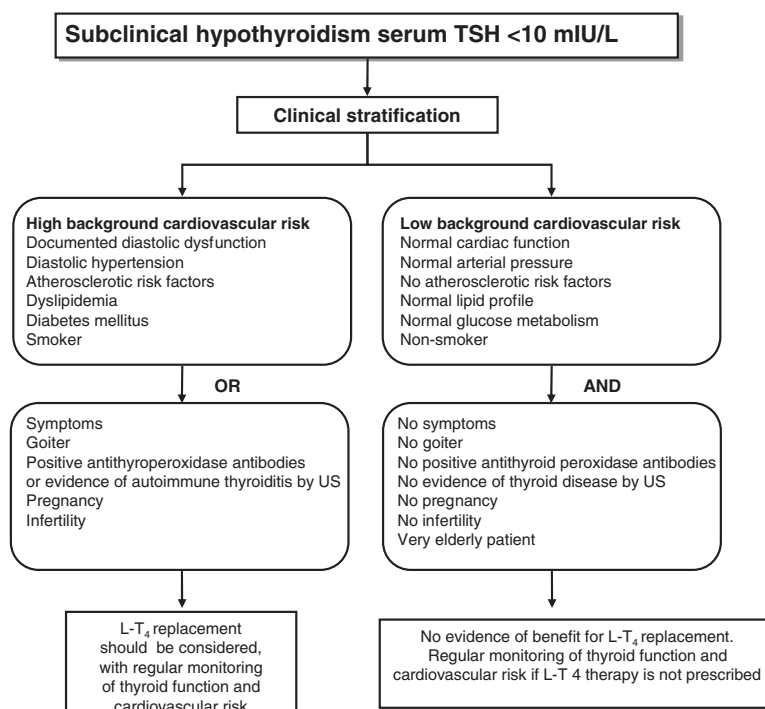 Subclinical hypothyroidism serum TSH <10 mIU/L
Clinical stratification
High background cardiovascular risk
Documented diastolic dysfunction
Diastolic hypertension
Atherosclerotic risk factors
Dyslipidemia
Diabetes mellitus
Smoker
OR
Symptoms
Goiter
Positive antithyroperoxidase antibodies
or evidence of autoimmune thyroiditis by US
Pregnancy
Infertility
L-T4 replacement
should be considered,
with regular monitoring
of thyroid function and
cardiovascular risk
Low background cardiovascular risk
Normal cardiac function
Normal arterial pressure
No atherosclerotic risk factors
Normal lipid profile
Normal glucose metabolism
Non-smoker
AND
No symptoms
No goiter
No positive antithyroid peroxidase antibodies
No evidence of thyroid disease by US
No pregnancy
No infertility
Very elderly patient
No evidence of benefit for L-T4 replacement.
Regular monitoring of thyroid function and
cardiovascular risk if L-T 4 therapy is not prescribed